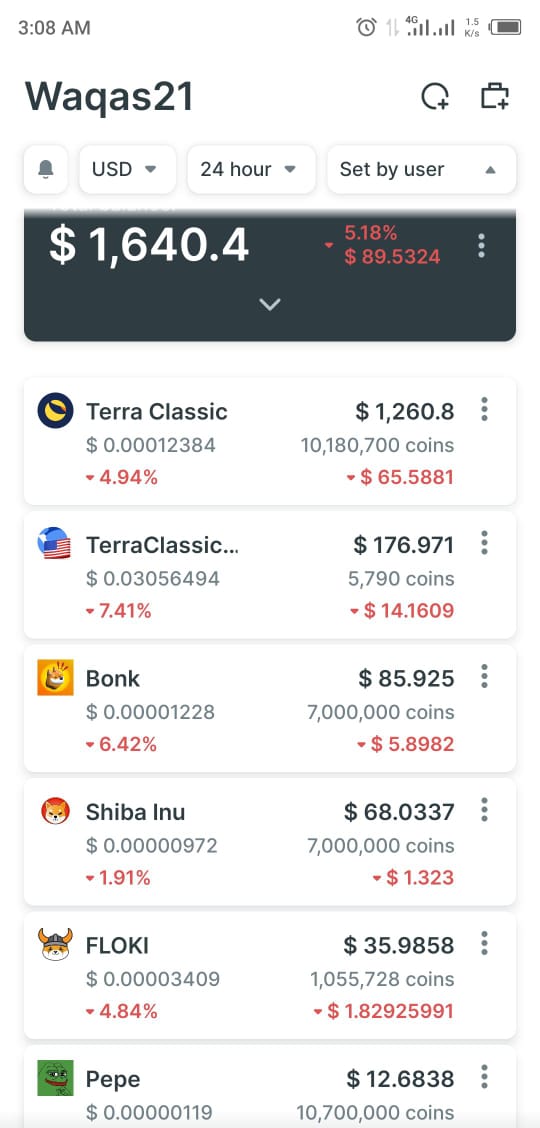 3:08 AM
4G
1.5
K/s
Waqas21
USD
24 hour
Set by user
$ 1,640.4
5.18%
$ 89.5324
Terra Classic
$ 1,260.8
$ 0.00012384
10,180,700 coins
4.94%
$ 65.5881
TerraClassic...
$ 176.971
$ 0.03056494
5,790 coins
7.41%
$ 14.1609
Bonk
$ 85.925
$ 0.00001228
7,000,000 coins
6.42%
$ 5.8982
Shiba Inu
$ 68.0337
$ 0.00000972
7,000,000 coins
1.91%
$ 1.323
FLOKI
$ 35.9858
$ 0.00003409
1,055,728 coins
4.84%
$ 1.82925991
Pepe
$ 12.6838
$ 0.00000119
10,700,000 coins